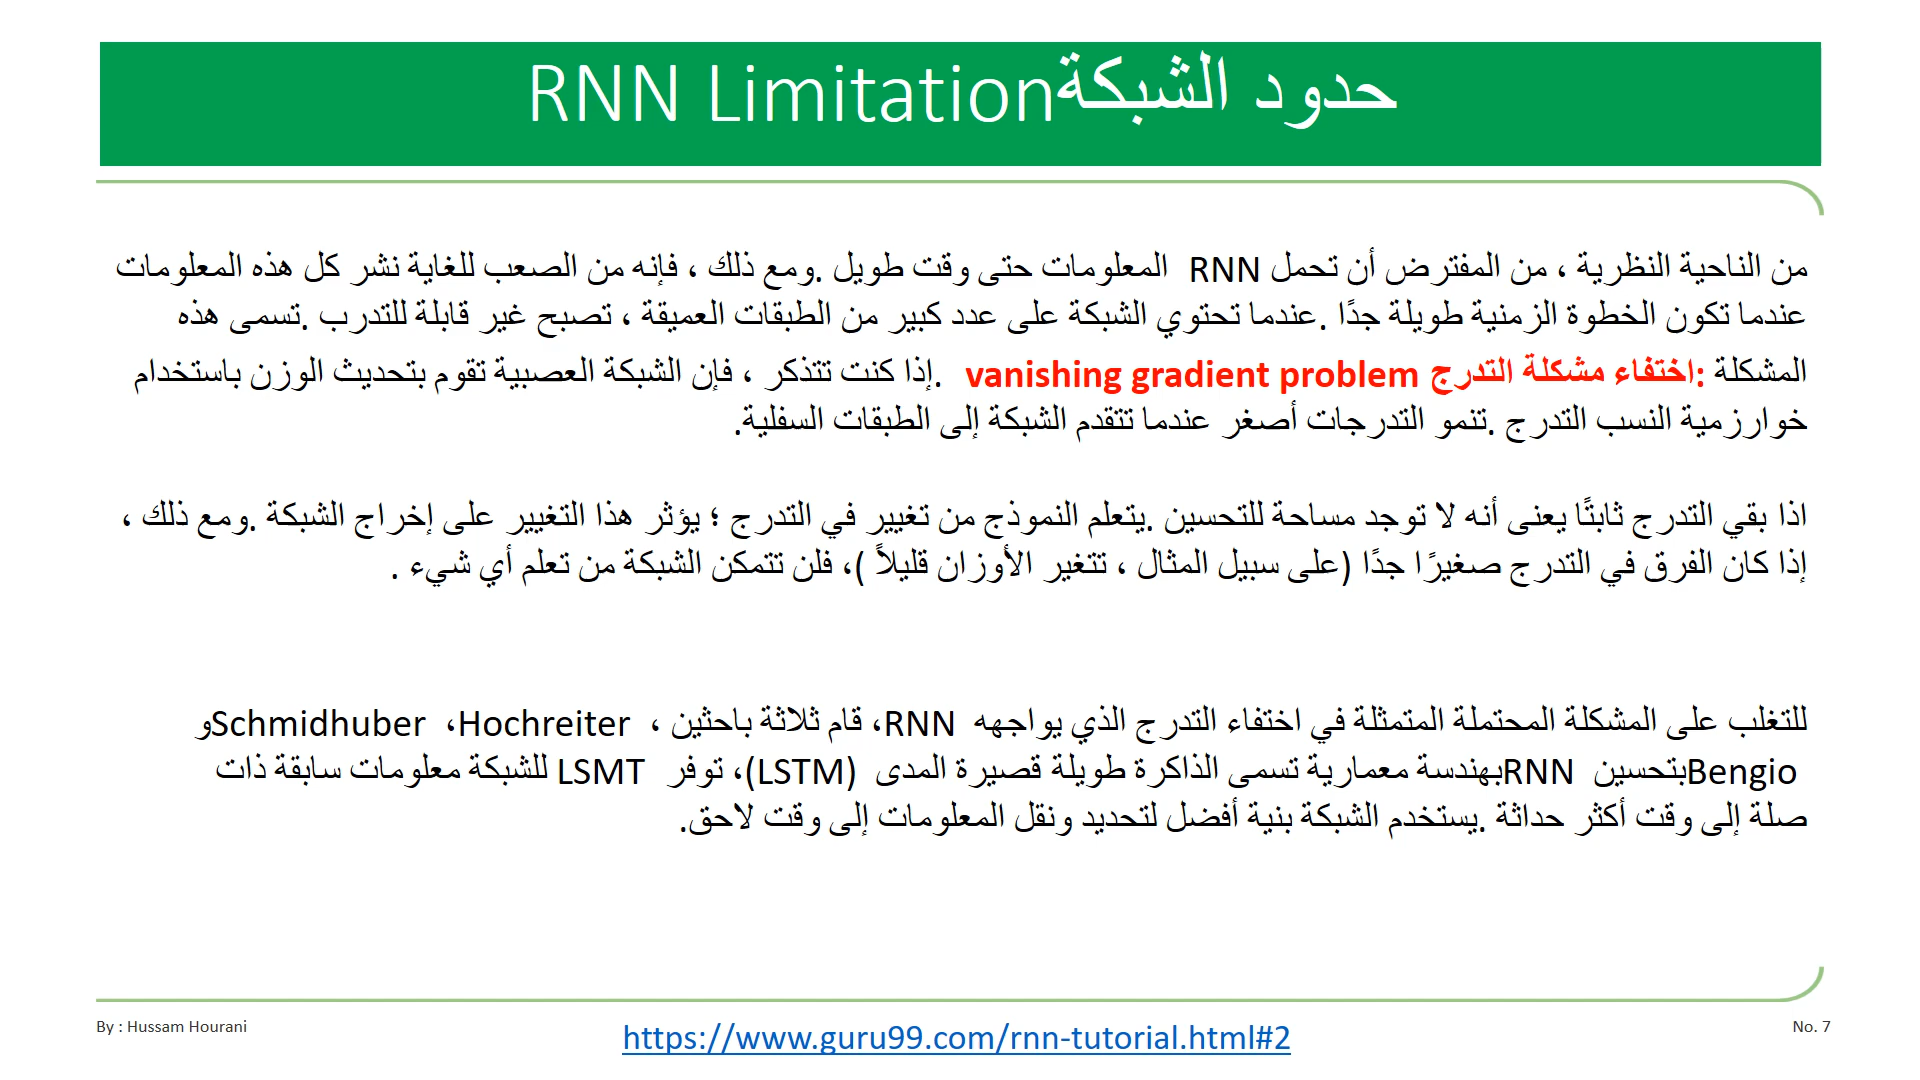 حدود الشبكةRNN Limitation
من الناحية النظرية ، من المفترض أن تحمل RNN المعلومات حتى وقت طويل .ومع ذلك ، فإنه من الصعب للغاية نشر كل هذه المعلومات
عندما تكون الخطوة الزمنية طويلة جدًا .عندما تحتوي الشبكة على عدد كبير من الطبقات العميقة ، تصبح غير قابلة للتدرب .تسمى هذه
المشكلة :اختفاء مشكلة التدرج vanishing gradient problem .إذا كنت تتذكر ، فإن الشبكة العصبية تقوم بتحديث الوزن باستخدام
خوارزمية النسب التدرج .تنمو التدرجات أصغر عندما تتقدم الشبكة إلى الطبقات السفلية.
اذا بقي التدرج ثابتًا يعنى أنه لا توجد مساحة للتحسين .يتعلم النموذج من تغيير في التدرج ؛ يؤثر هذا التغيير على إخراج الشبكة .ومع ذلك ،
إذا كان الفرق في التدرج صغيرًا جدًا (على سبيل المثال ، تتغير الأوزان قليلاً )، فلن تتمكن الشبكة من تعلم أي شيء .
للتغلب على المشكلة المحتملة المتمثلة في اختفاء التدرج الذي يواجهه RNN، قام ثلاثة باحثين ، Hochreiter، Schmidhuberو
Bengioبتحسين RNNبهندسة معمارية تسمى الذاكرة طويلة قصيرة المدى (LSTM)، توفر LSMT للشبكة معلومات سابقة ذات
صلة إلى وقت أكثر حداثة .يستخدم الشبكة بنية أفضل لتحديد ونقل المعلومات إلى وقت لاحق.
By : Hussam Hourani
https://www.guru99.com/rnn-tutorial.html#2
No. 7